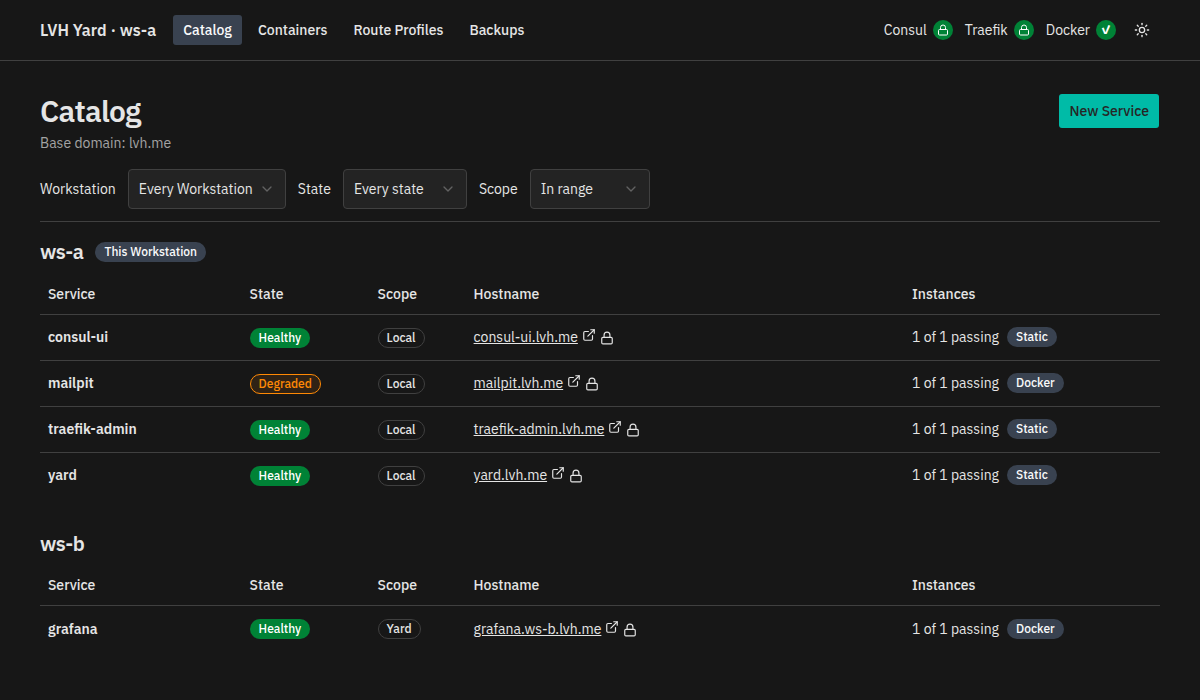 LVH Yard · ws-a Catalog Containers Route Profiles Backups Consul Traefik Docker
Catalog New Service
Base domain: lvh.me
Workstation Every Workstation State Every state Scope In range
ws-a This Workstation
Service State Scope Hostname Instances
consul-ui Healthy Local consul-ui.lvh.me 1 of 1 passing Static
mailpit Degraded Local mailpit.lvh.me 1 of 1 passing Docker
traefik-admin Healthy Local traefik-admin.lvh.me 1 of 1 passing Static
yard Healthy Local yard.lvh.me 1 of 1 passing Static
ws-b
Service State Scope Hostname Instances
grafana Healthy Yard grafana.ws-b.lvh.me 1 of 1 passing Docker